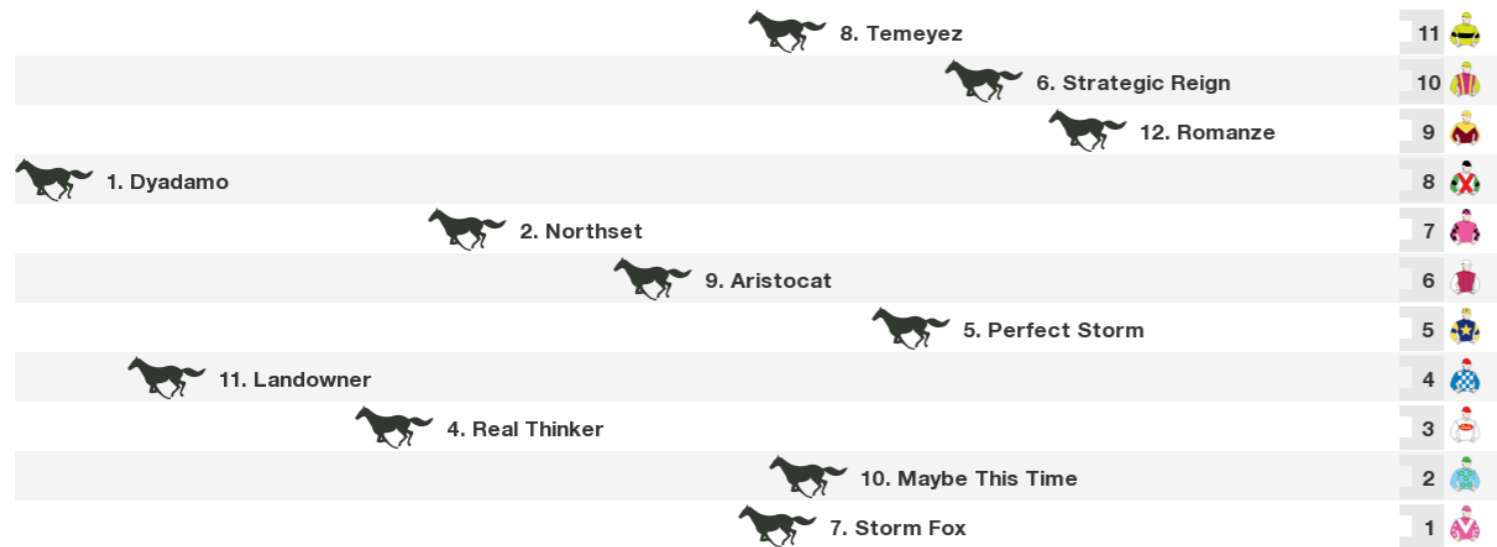 8. Temeyez 11
6. Strategic Reign 10
12. Romanze 9
1. Dyadamo 8
2. Northset 7
9. Aristocat 6
5. Perfect Storm 5
11. Landowner 4
4. Real Thinker 3
10. Maybe This Time 2
7. Storm Fox 1